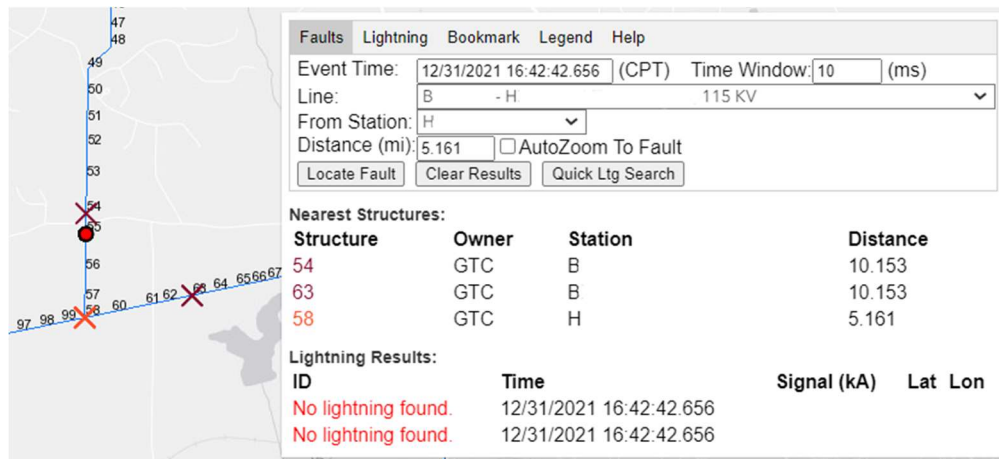 47
48
49
50
51
52
53
54
55
56
57
58
97 98 99 60 61 62 63 64 65 66 67
Faults Lightning Bookmark Legend Help
Event Time: 12/31/2021 16:42:42.656 (CPT) Time Window: 10 (ms)
Line: B - H 115 KV
From Station: H
Distance (mi): 5.161 AutoZoom To Fault
Locate Fault Clear Results Quick Ltg Search
Nearest Structures:
Structure Owner Station Distance
54 GTC B 10.153
63 GTC B 10.153
58 GTC H 5.161
Lightning Results:
ID Time Signal (kA) Lat Lon
No lightning found. 12/31/2021 16:42:42.656
No lightning found. 12/31/2021 16:42:42.656